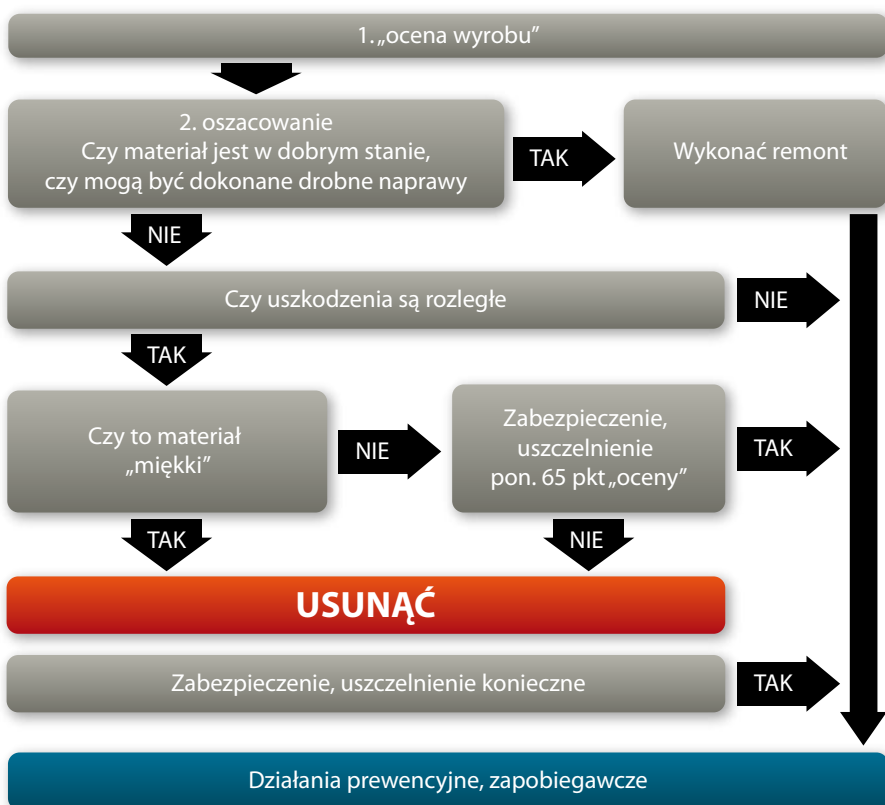 1. „ocena wyrobu”
2. oszacowanie
Czy materiał jest w dobrym stanie,
czy mogą być dokonane drobne naprawy
TAK
Wykonać remont
NIE
Czy uszkodzenia są rozległe
NIE
TAK
Czy to materiał
„miękki”
NIE
Zabezpieczenie,
uszczelnienie
pon. 65 pkt „oceny”
TAK
TAK
NIE
USUNĄĆ
Zabezpieczenie, uszczelnienie konieczne
TAK
Działania prewencyjne, zapobiegawcze